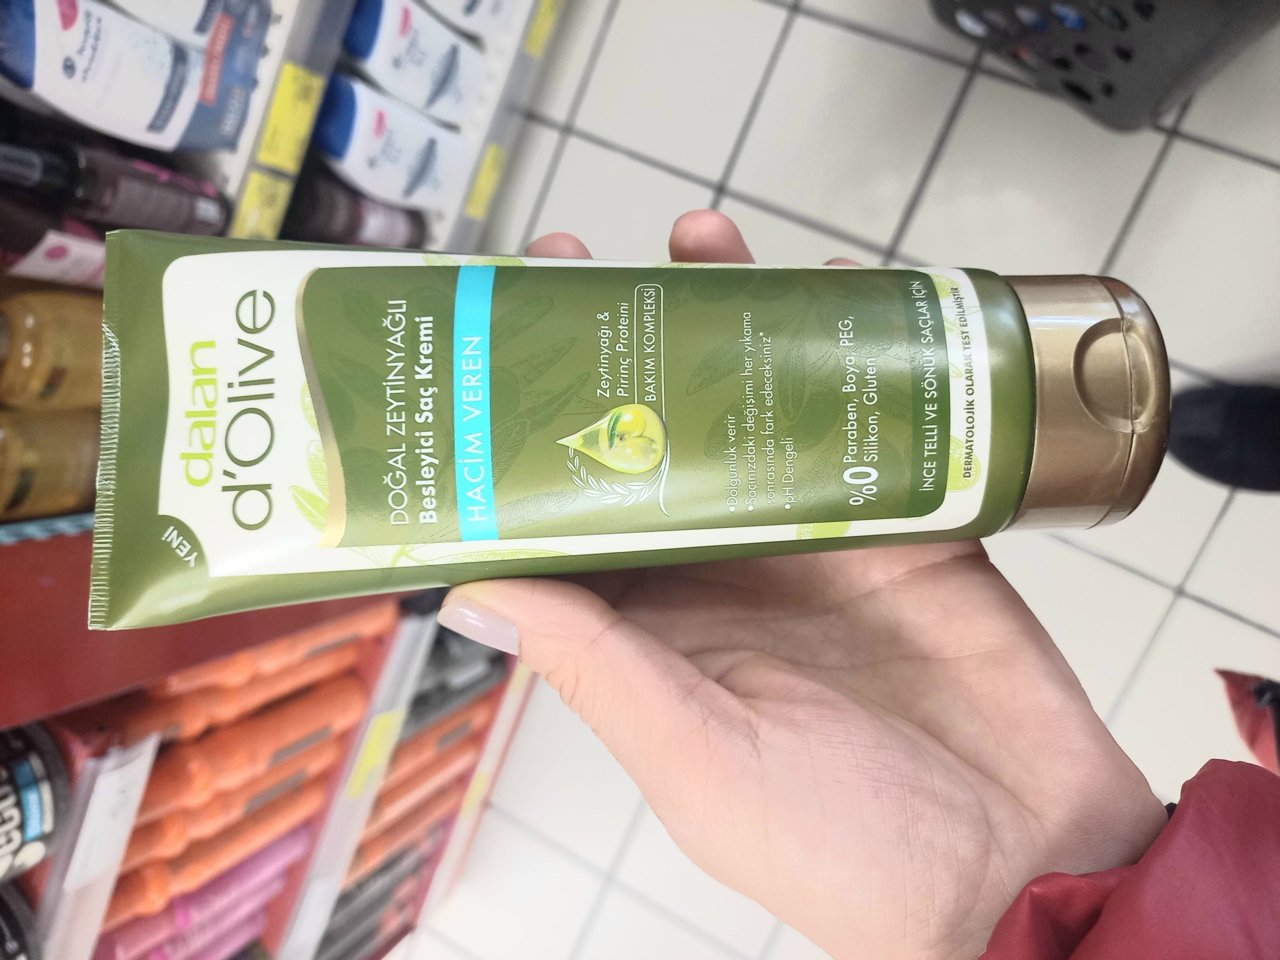 YENİ
dalan
d'Olive
DOĞAL ZEYTİNYAĞLI
Besleyici Saç Kremi
HACİM VEREN
Zeytinyağı &
Pirinç Proteini
BAKIM KOMPLEKSİ
•Dolgunluk verir
•Saçınızdaki değişimi her yıkama
sonrasında fark edeceksiniz*
•pH Dengeli
%0 Paraben, Boya, PEG,
Silikon, Gluten
İNCE TELLİ VE SÖNÜK SAÇLAR İÇİN
DERMATOLOJİK OLARAK TEST EDİLMİŞTİR